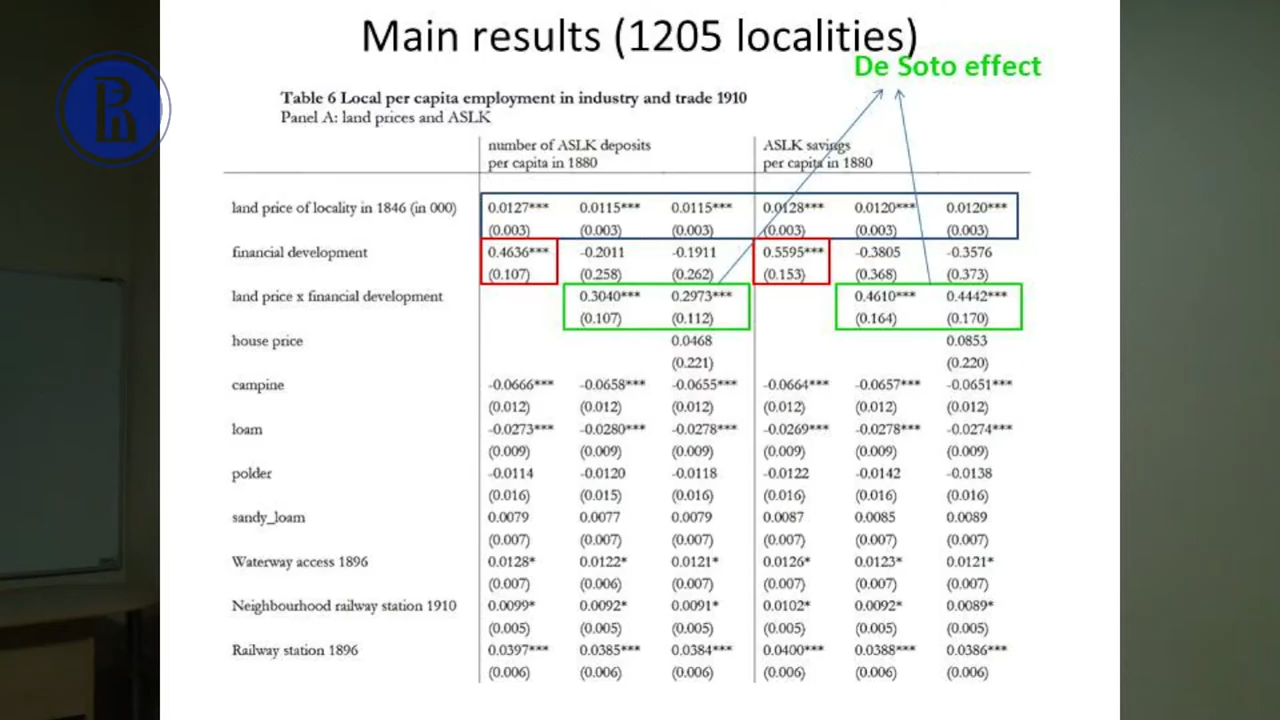 Main results (1205 localities)
De Soto effect
Table 6 Local per capita employment in industry and trade 1910
Panel A: land prices and ASLK
number of ASLK deposits ASLK savings
per capita in 1880 per capita in 1880
land price of locality in 1846 (in 000) 0.0127*** 0.0115*** 0.0115*** 0.0128*** 0.0120*** 0.0120***
(0.003) (0.003) (0.003) (0.003) (0.003) (0.003)
financial development 0.4636*** -0.2011 -0.1911 0.5595*** -0.3805 -0.3576
(0.107) (0.258) (0.262) (0.153) (0.368) (0.373)
land price x financial development 0.3040*** 0.2973*** 0.4610*** 0.4442***
(0.107) (0.112) (0.164) (0.170)
house price 0.0468 0.0853
(0.221) (0.220)
campine -0.0666*** -0.0658*** -0.0655*** -0.0664*** -0.0657*** -0.0651***
(0.012) (0.012) (0.012) (0.012) (0.012) (0.012)
loam -0.0273*** -0.0280*** -0.0278*** -0.0269*** -0.0278*** -0.0274***
(0.009) (0.009) (0.009) (0.009) (0.009) (0.009)
polder -0.0114 -0.0120 -0.0118 -0.0122 -0.0142 -0.0138
(0.016) (0.015) (0.016) (0.016) (0.016) (0.016)
sandy_loam 0.0079 0.0077 0.0079 0.0087 0.0085 0.0089
(0.007) (0.007) (0.007) (0.007) (0.007) (0.007)
Waterway access 1896 0.0128* 0.0122* 0.0121* 0.0126* 0.0123* 0.0121*
(0.007) (0.006) (0.007) (0.007) (0.007) (0.007)
Neighbourhood railway station 1910 0.0099* 0.0092* 0.0091* 0.0102* 0.0092* 0.0089*
(0.005) (0.005) (0.005) (0.005) (0.005) (0.005)
Railway station 1896 0.0397*** 0.0385*** 0.0384*** 0.0400*** 0.0388*** 0.0386***
(0.006) (0.006) (0.006) (0.006) (0.006) (0.006)